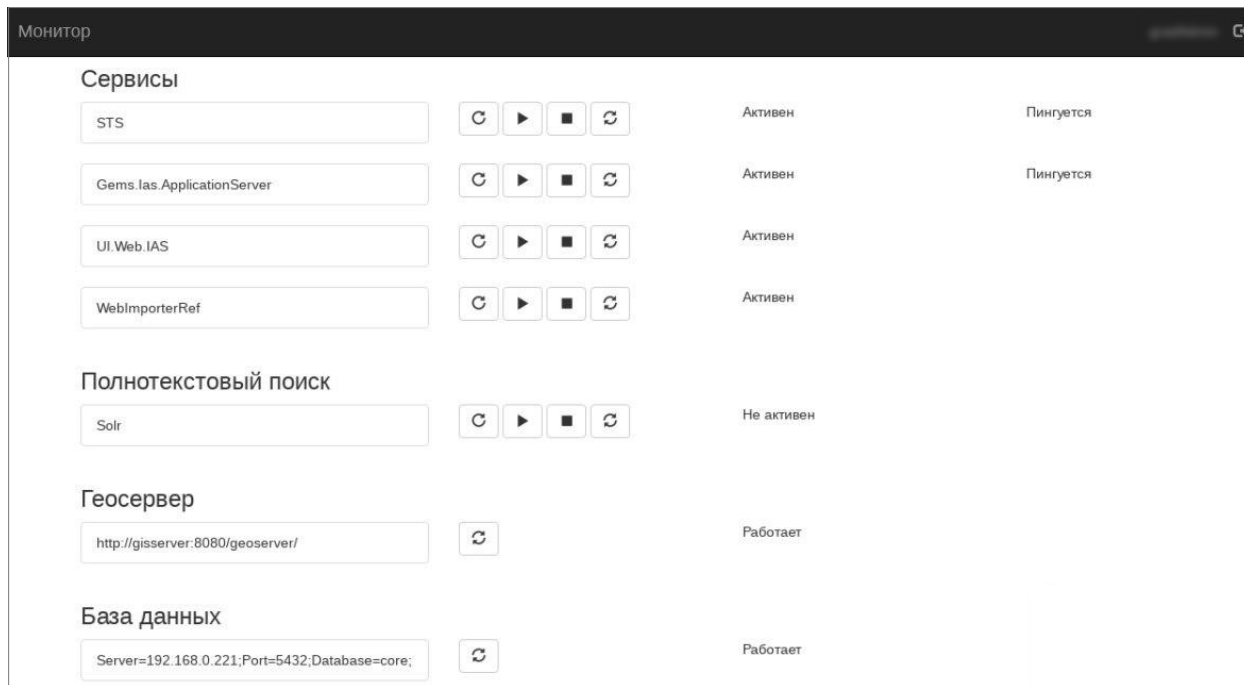 Монитор
Сервисы
STS Активен Пингуется
Gems.Ias.ApplicationServer Активен Пингуется
UI.Web.IAS Активен
WebImporterRef Активен
Полнотекстовый поиск
Solr Не активен
Геосервер
http://gisserver:8080/geoserver/ Работает
База данных
Server=192.168.0.221;Port=5432;Database=core; Работает